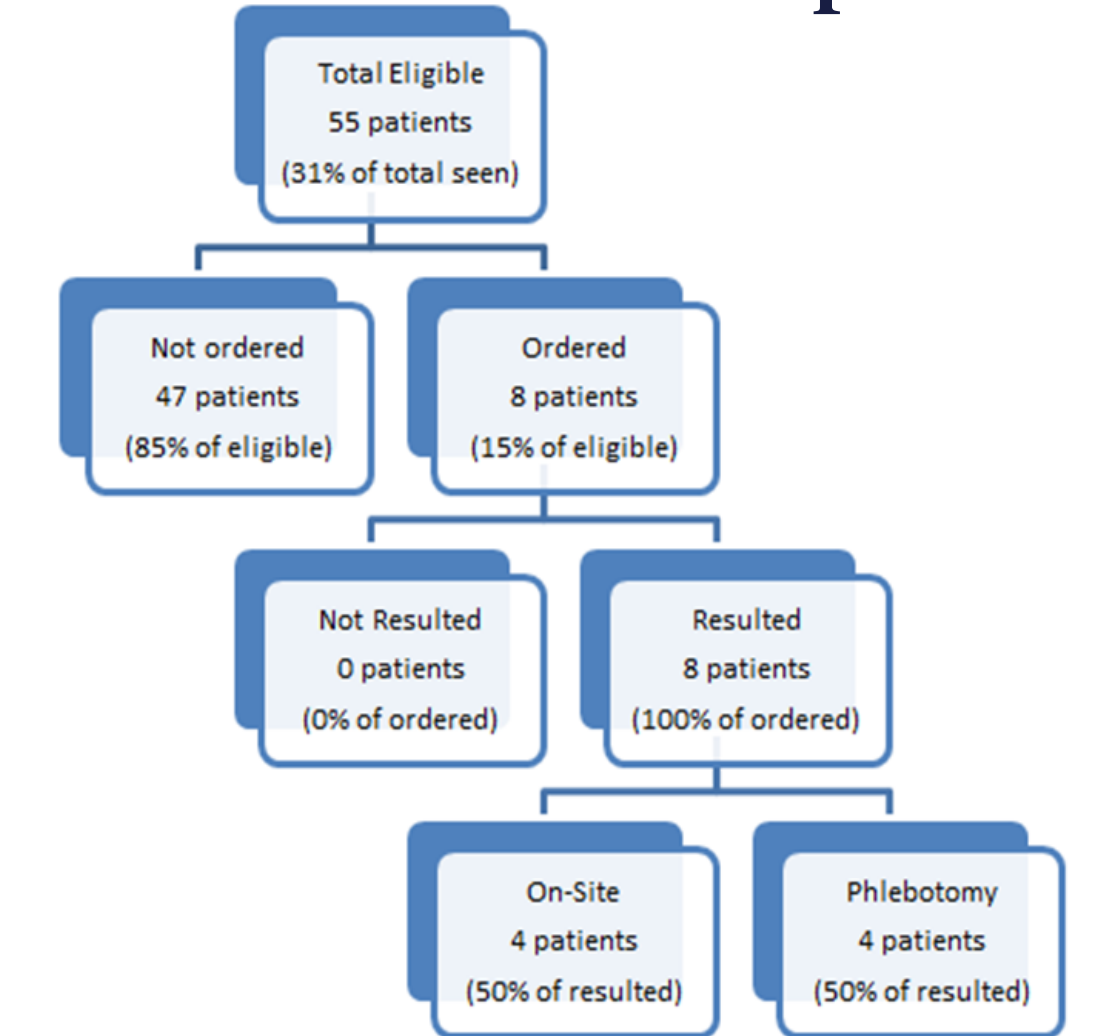 Total Eligible
55 patients
(31% of total seen)
Not ordered
47 patients
(85% of eligible)
Ordered
8 patients
(15% of eligible)
Not Resulted
0 patients
(0% of ordered)
Resulted
8 patients
(100% of ordered)
On-Site
4 patients
(50% of resulted)
Phlebotomy
4 patients
(50% of resulted)